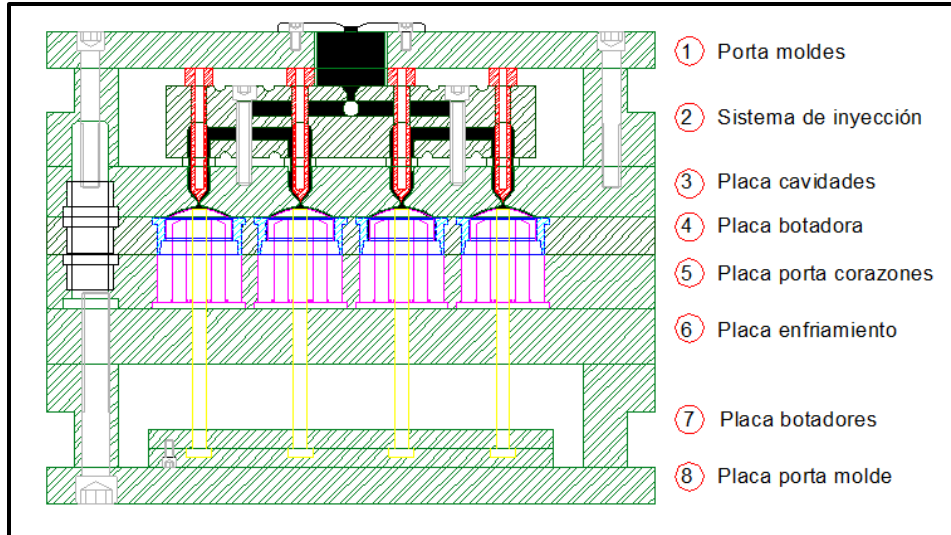 1 Porta moldes
2 Sistema de inyección
3 Placa cavidades
4 Placa botadora
5 Placa porta corazones
6 Placa enfriamiento
7 Placa botadores
8 Placa porta molde